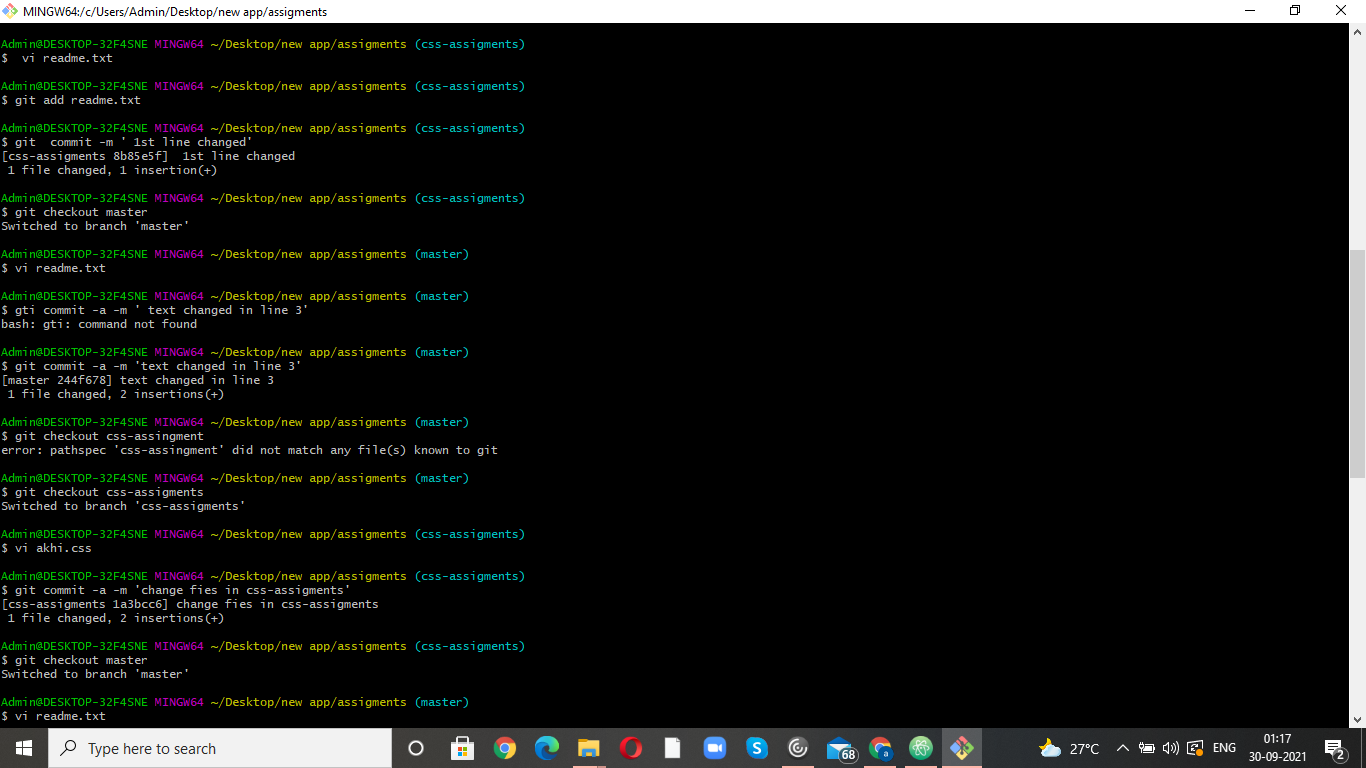 MINGW64:/c/Users/Admin/Desktop/new app/assigments
Admin@DESKTOP-32F4SNE MINGW64 ~/Desktop/new app/assigments (css-assigments)
$  vi readme.txt
Admin@DESKTOP-32F4SNE MINGW64 ~/Desktop/new app/assigments (css-assigments)
$ git add readme.txt
Admin@DESKTOP-32F4SNE MINGW64 ~/Desktop/new app/assigments (css-assigments)
$ git  commit -m ' 1st line changed'
[css-assigments 8b85e5f]  1st line changed
 1 file changed, 1 insertion(+)
Admin@DESKTOP-32F4SNE MINGW64 ~/Desktop/new app/assigments (css-assigments)
$ git checkout master
Switched to branch 'master'
Admin@DESKTOP-32F4SNE MINGW64 ~/Desktop/new app/assigments (master)
$ vi readme.txt
Admin@DESKTOP-32F4SNE MINGW64 ~/Desktop/new app/assigments (master)
$ gti commit -a -m ' text changed in line 3'
bash: gti: command not found
Admin@DESKTOP-32F4SNE MINGW64 ~/Desktop/new app/assigments (master)
$ git commit -a -m 'text changed in line 3'
[master 244f678] text changed in line 3
 1 file changed, 2 insertions(+)
Admin@DESKTOP-32F4SNE MINGW64 ~/Desktop/new app/assigments (master)
$ git checkout css-assingment
error: pathspec 'css-assingment' did not match any file(s) known to git
Admin@DESKTOP-32F4SNE MINGW64 ~/Desktop/new app/assigments (master)
$ git checkout css-assigments
Switched to branch 'css-assigments'
Admin@DESKTOP-32F4SNE MINGW64 ~/Desktop/new app/assigments (css-assigments)
$ vi akhi.css
Admin@DESKTOP-32F4SNE MINGW64 ~/Desktop/new app/assigments (css-assigments)
$ git commit -a -m 'change fies in css-assigments'
[css-assigments 1a3bcc6] change fies in css-assigments
 1 file changed, 2 insertions(+)
Admin@DESKTOP-32F4SNE MINGW64 ~/Desktop/new app/assigments (css-assigments)
$ git checkout master
Switched to branch 'master'
Admin@DESKTOP-32F4SNE MINGW64 ~/Desktop/new app/assigments (master)
$ vi readme.txt
Type here to search
68
a
27°C
ENG
01:17
30-09-2021
2